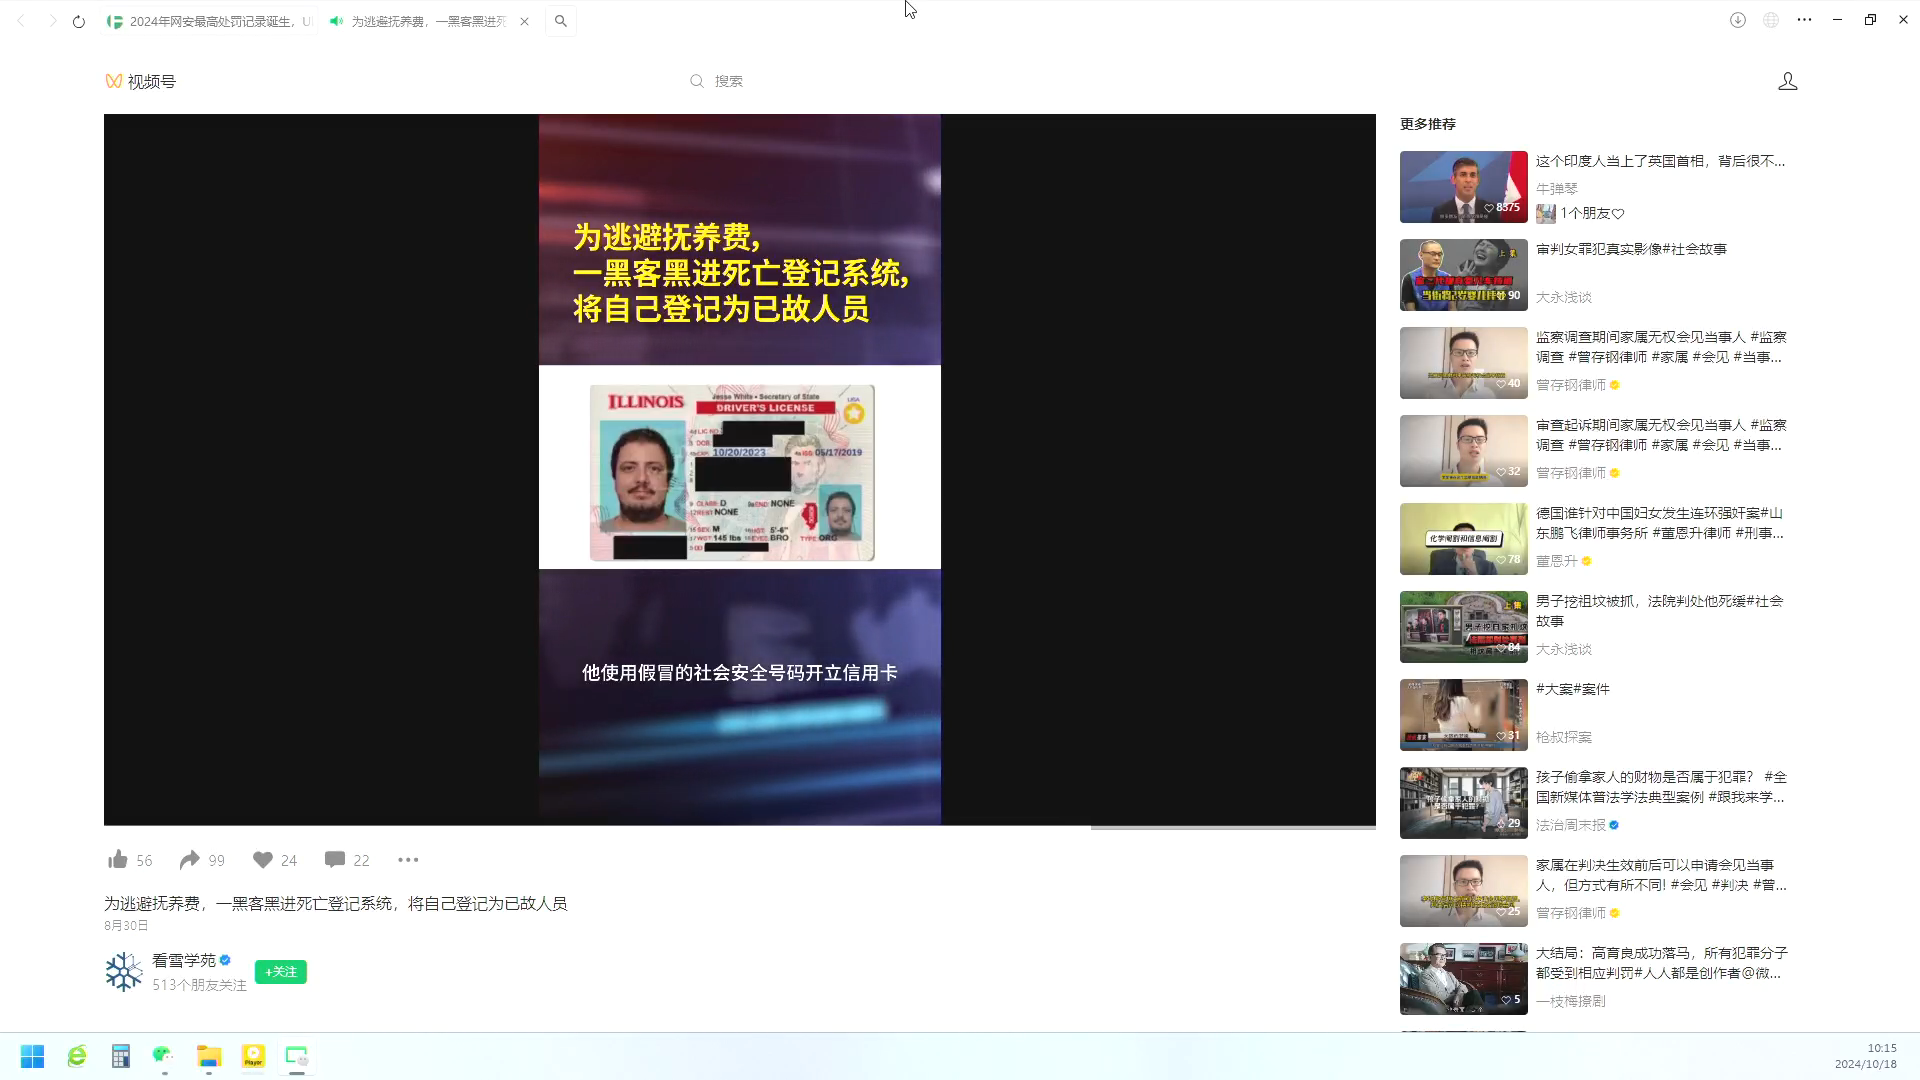 2024年网安最高处罚记录诞生，U
为逃避抚养费，一黑客黑进死
视频号
搜索
为逃避抚养费,
一黑客黑进死亡登记系统,
将自己登记为已故人员
ILLINOIS
Jesse White • Secretary of State
DRIVER'S LICENSE
USA
10/20/2023
05/17/2019
NONE
NONE
5'-6"
145 lbs
BRO
TYPE: ORG
他使用假冒的社会安全号码开立信用卡
56
99
24
22
为逃避抚养费，一黑客黑进死亡登记系统，将自己登记为已故人员
8月30日
看雪学苑
513个朋友关注
+关注
更多推荐
8375
这个印度人当上了英国首相，背后很不...
牛弹琴
1个朋友♡
上集
90
审判女罪犯真实影像#社会故事
大永浅谈
40
监察调查期间家属无权会见当事人 #监察
调查 #曾存钢律师 #家属 #会见 #当事...
曾存钢律师
32
审查起诉期间家属无权会见当事人 #监察
调查 #曾存钢律师 #家属 #会见 #当事...
曾存钢律师
化学阉割和信息阉割
78
德国谁针对中国妇女发生连环强奸案#山
东鹏飞律师事务所 #董恩升律师 #刑事...
董恩升
上集
84
男子挖祖坟被抓，法院判处他死缓#社会
故事
大永浅谈
31
#大案#案件
枪叔探案
29
孩子偷拿家人的财物是否属于犯罪？ #全
国新媒体普法学法典型案例 #跟我来学...
法治周末报
25
家属在判决生效前后可以申请会见当事
人，但方式有所不同! #会见 #判决 #曾...
曾存钢律师
5
大结局：高育良成功落马，所有犯罪分子
都受到相应判罚#人人都是创作者@微...
一枝梅撩剧
Player
10:15
2024/10/18